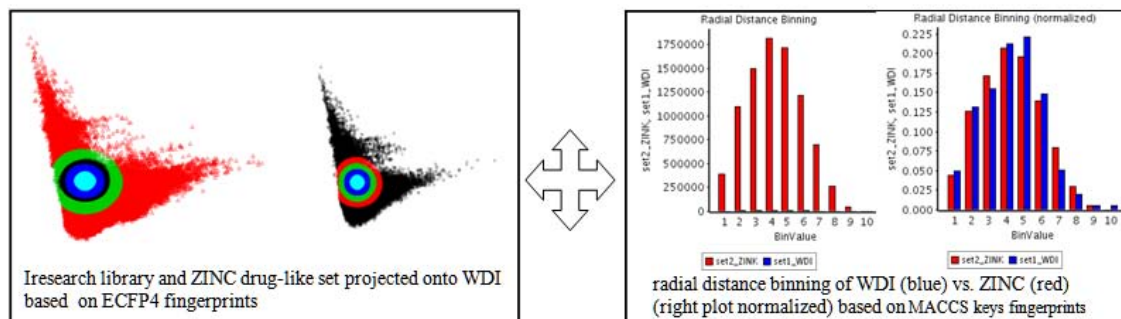 Iresearch library and ZINC drug-like set projected onto WDI
based on ECFP4 fingerprints
Radial Distance Binning
set2_ZINK, set1_WDI
1750000
1500000
1250000
1000000
750000
500000
250000
0
1 2 3 4 5 6 7 8 9 10
BinValue
set2_ZINK set1_WDI
Radial Distance Binning (normalized)
set2_ZINK, set1_WDI
0.225
0.200
0.175
0.150
0.125
0.100
0.075
0.050
0.025
0.000
1 2 3 4 5 6 7 8 9 10
BinValue
set2_ZINK set1_WDI
radial distance binning of WDI (blue) vs. ZINC (red)
(right plot normalized) based on MACCS keys fingerprints